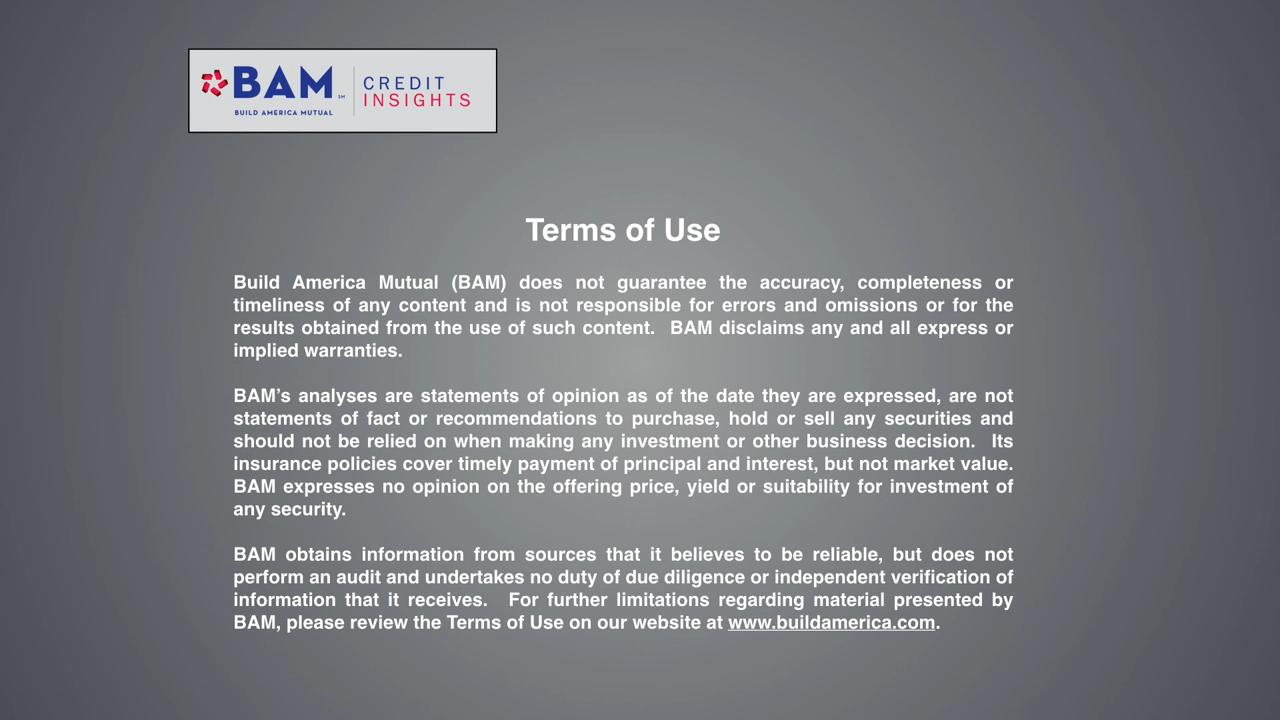 BAM SM
BUILD AMERICA MUTUAL
CREDIT
INSIGHTS
Terms of Use
Build America Mutual (BAM) does not guarantee the accuracy, completeness or
timeliness of any content and is not responsible for errors and omissions or for the
results obtained from the use of such content. BAM disclaims any and all express or
implied warranties.
BAM’s analyses are statements of opinion as of the date they are expressed, are not
statements of fact or recommendations to purchase, hold or sell any securities and
should not be relied on when making any investment or other business decision. Its
insurance policies cover timely payment of principal and interest, but not market value.
BAM expresses no opinion on the offering price, yield or suitability for investment of
any security.
BAM obtains information from sources that it believes to be reliable, but does not
perform an audit and undertakes no duty of due diligence or independent verification of
information that it receives. For further limitations regarding material presented by
BAM, please review the Terms of Use on our website at www.buildamerica.com.